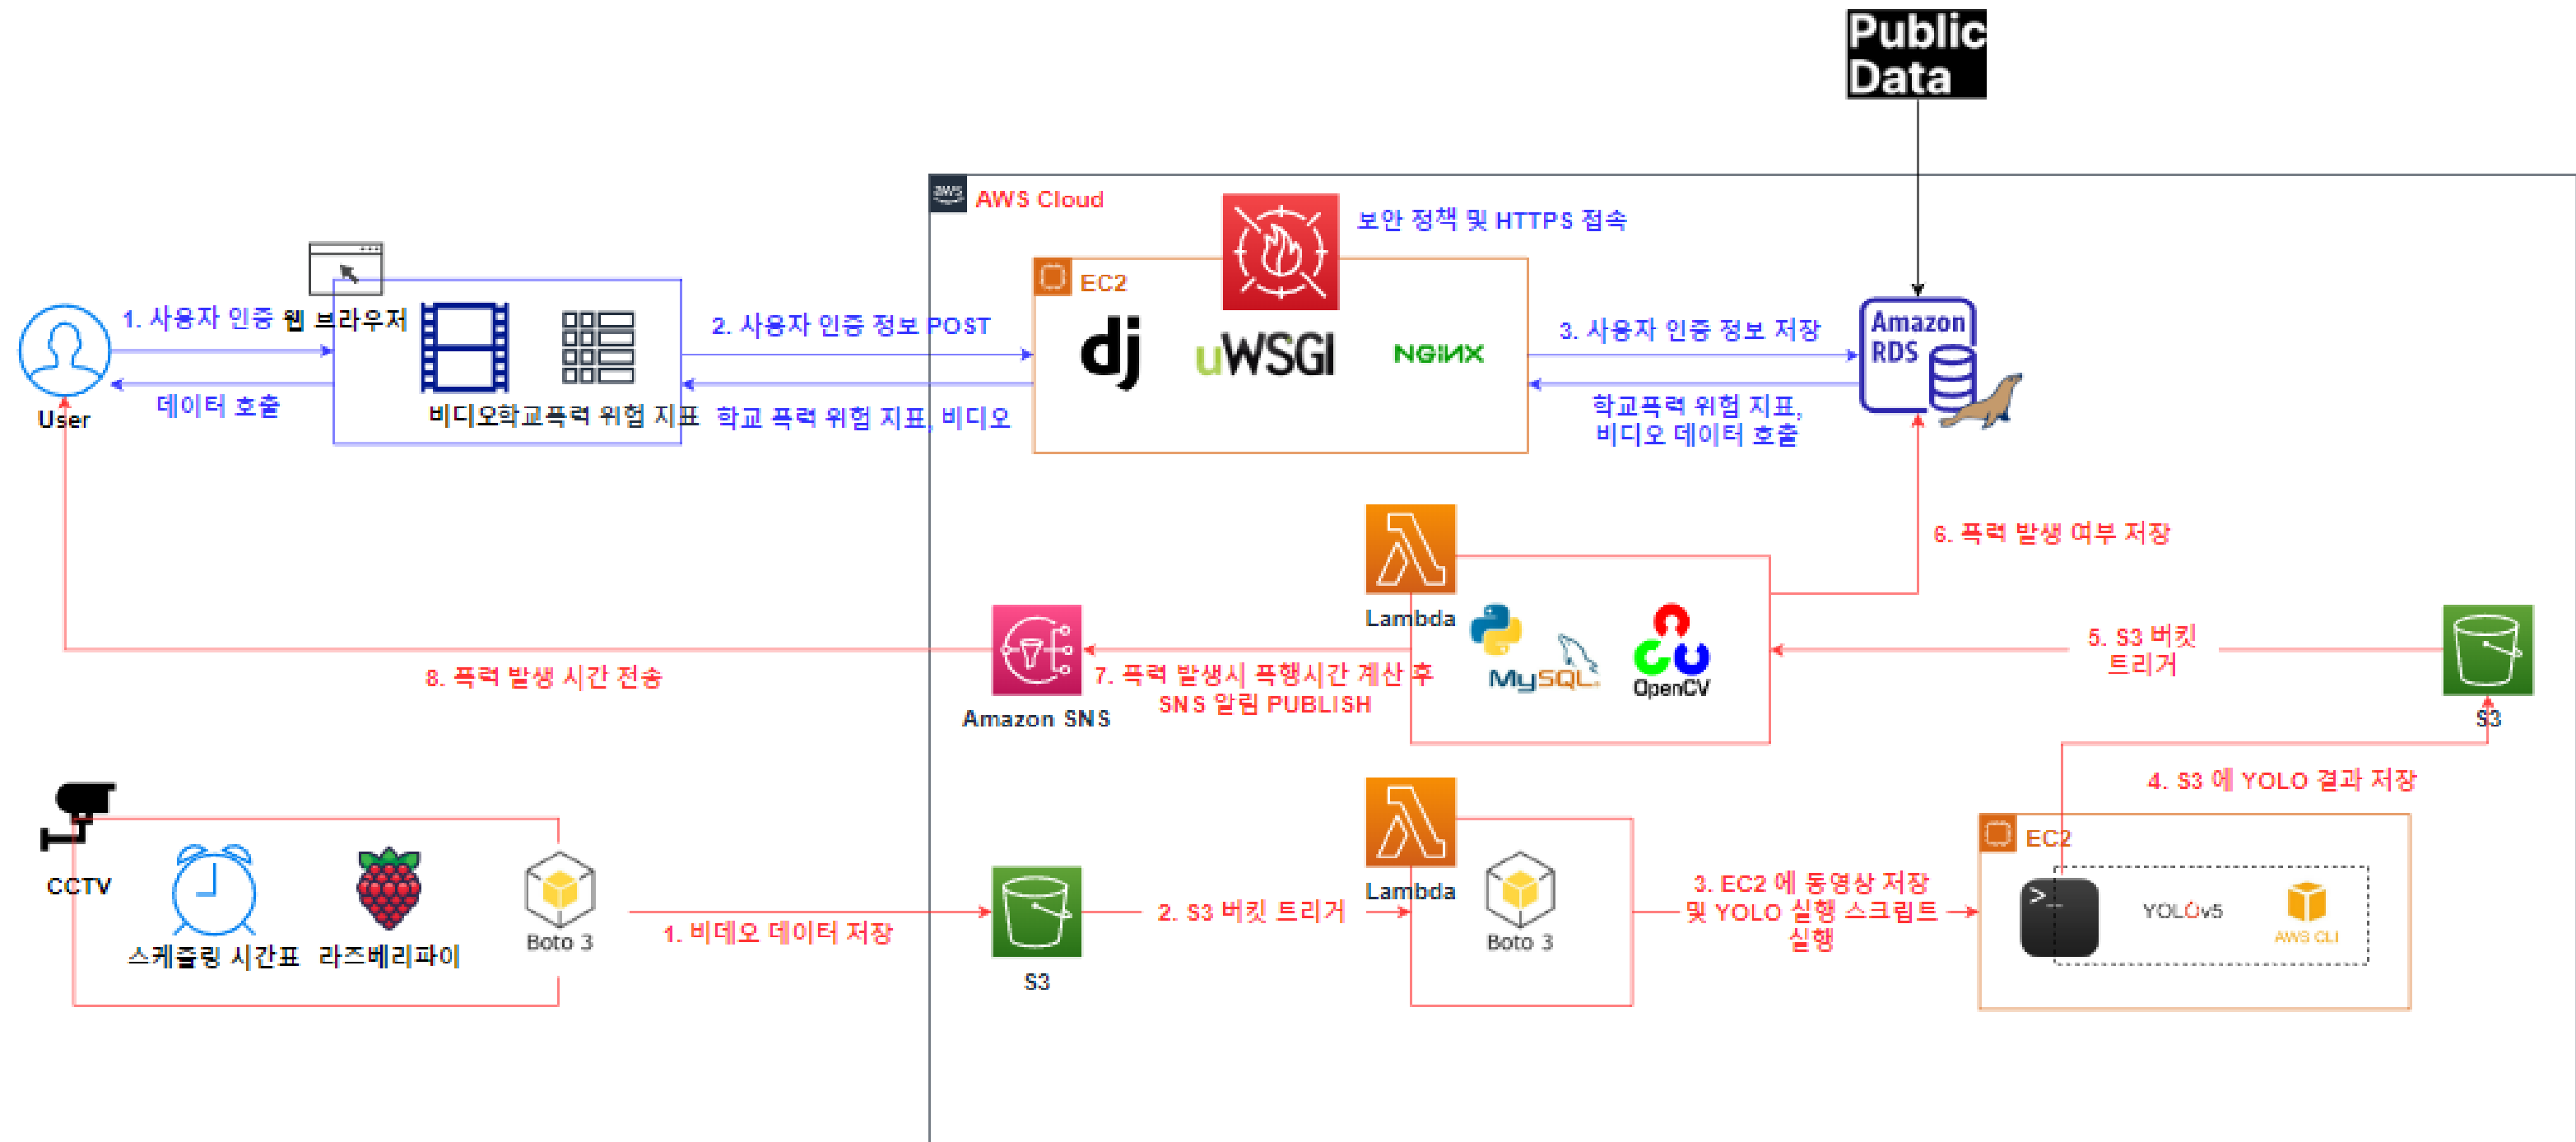 Public
Data
aws
AWS Cloud
보안 정책 및 HTTPS 접속
EC2
1. 사용자 인증
웹 브라우저
2. 사용자 인증 정보 POST
dj
uWSGI
NGINX
3. 사용자 인증 정보 저장
Amazon
RDS
User
데이터 호출
비디오
학교폭력 위험 지표
학교 폭력 위험 지표, 비디오
학교폭력 위험 지표,
비디오 데이터 호출
6. 폭력 발생 여부 저장
Lambda
MySQL
OpenCV
5. S3 버킷
트리거
S3
8. 폭력 발생 시간 전송
7. 폭력 발생시 폭행시간 계산 후
SNS 알림 PUBLISH
Amazon SNS
4. S3 에 YOLO 결과 저장
CCTV
스케줄링 시간표
라즈베리파이
Boto 3
1. 비데오 데이터 저장
S3
2. S3 버킷 트리거
Lambda
Boto 3
3. EC2 에 동영상 저장
및 YOLO 실행 스크립트
실행
EC2
>_
YOLOv5
AWS CLI